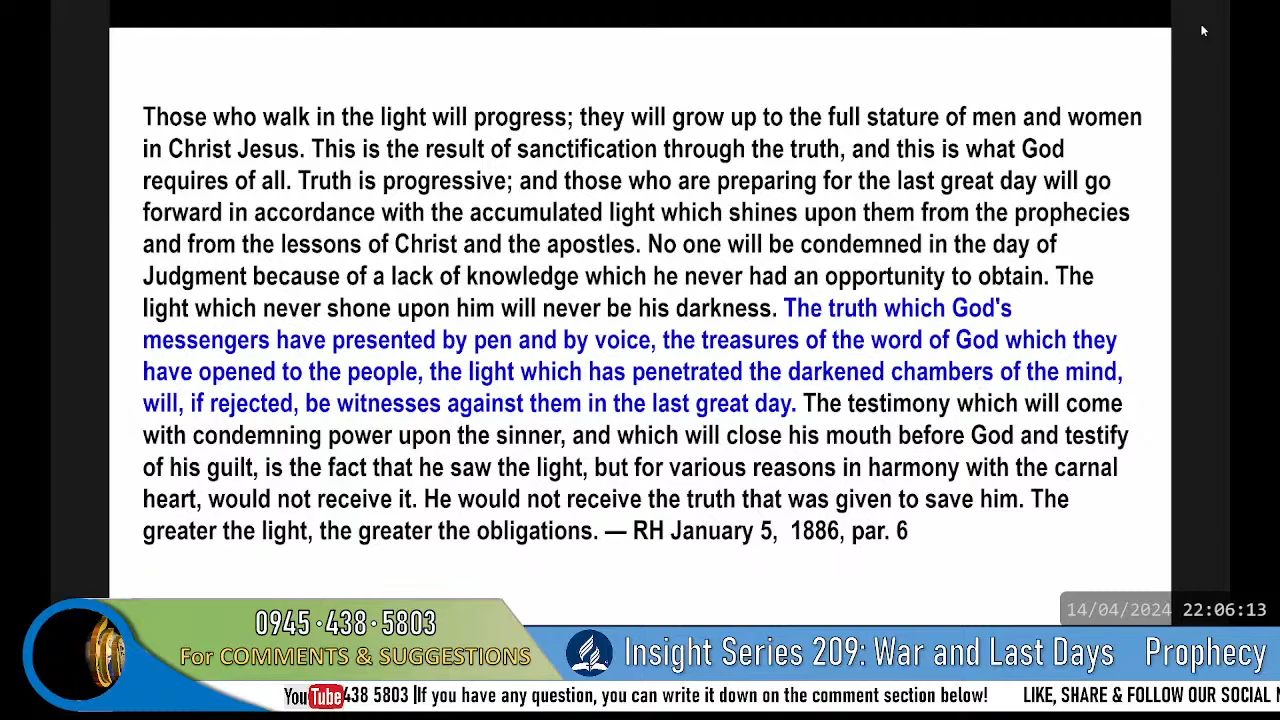 Those who walk in the light will progress; they will grow up to the full stature of men and women
in Christ Jesus. This is the result of sanctification through the truth, and this is what God
requires of all. Truth is progressive; and those who are preparing for the last great day will go
forward in accordance with the accumulated light which shines upon them from the prophecies
and from the lessons of Christ and the apostles. No one will be condemned in the day of
Judgment because of a lack of knowledge which he never had an opportunity to obtain. The
light which never shone upon him will never be his darkness. The truth which God's
messengers have presented by pen and by voice, the treasures of the word of God which they
have opened to the people, the light which has penetrated the darkened chambers of the mind,
will, if rejected, be witnesses against them in the last great day. The testimony which will come
with condemning power upon the sinner, and which will close his mouth before God and testify
of his guilt, is the fact that he saw the light, but for various reasons in harmony with the carnal
heart, would not receive it. He would not receive the truth that was given to save him. The
greater the light, the greater the obligations. — RH January 5,  1886, par. 6
14/04/2024 22:06:13
0945·438·5803
For COMMENTS & SUGGESTIONS
Insight Series 209: War and Last Days Prophecy
YouTube 438 5803 |If you have any question, you can write it down on the comment section below! LIKE, SHARE & FOLLOW OUR SOCIAL